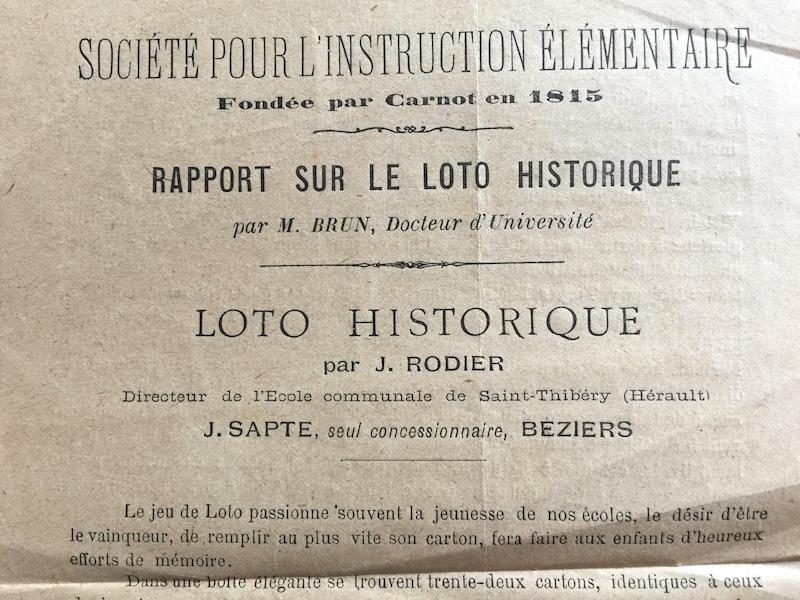 SOCIÉTÉ POUR L'INSTRUCTION ÉLÉMENTAIRE
Fondée par Carnot en 1815
RAPPORT SUR LE LOTO HISTORIQUE
par M. BRUN, Docteur d'Université
LOTO HISTORIQUE
par J. RODIER
Directeur de l'Ecole communale de Saint-Thibéry (Hérault)
J. SAPTE, seul concessionnaire, BÉZIERS
Le jeu de Loto passionne souvent la jeunesse de nos écoles, le désir d'être
le vainqueur, de remplir au plus vite son carton, fera faire aux enfants d'heureux
efforts de mémoire.
Dans une boîte élégante se trouvent trente-deux cartons, identiques à ceux